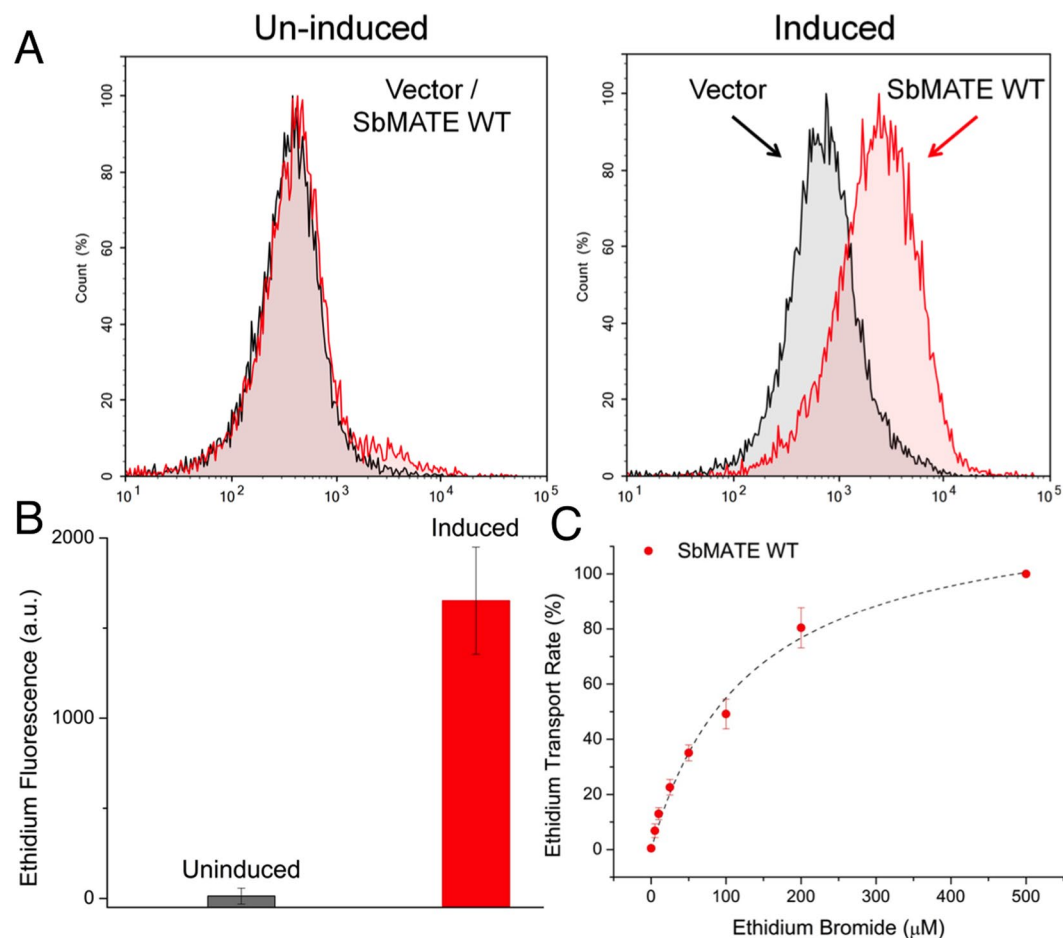 A
Un-induced
Induced
Vector /
SbMATE WT
Vector
SbMATE WT
100
80
60
40
20
0
Count (%)
10¹
10²
10³
10⁴
10⁵
100
80
60
40
20
0
Count (%)
10¹
10²
10³
10⁴
10⁵
B
2000
1000
0
Ethidium Fluorescence (a.u.)
Induced
Uninduced
C
SbMATE WT
100
80
60
40
20
0
Ethidium Transport Rate (%)
0
100
200
300
400
500
Ethidium Bromide (μM)